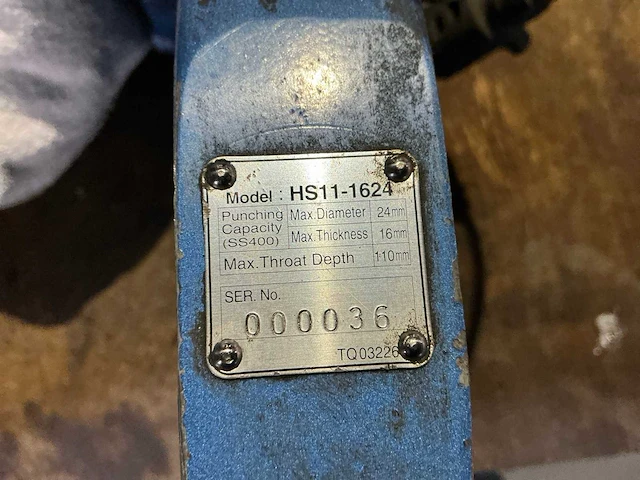 Model : HS11-1624
Punching Capacity (SS400)
Max.Diameter 24mm
Max.Thickness 16mm
Max.Throat Depth 110mm
SER. No.
000036